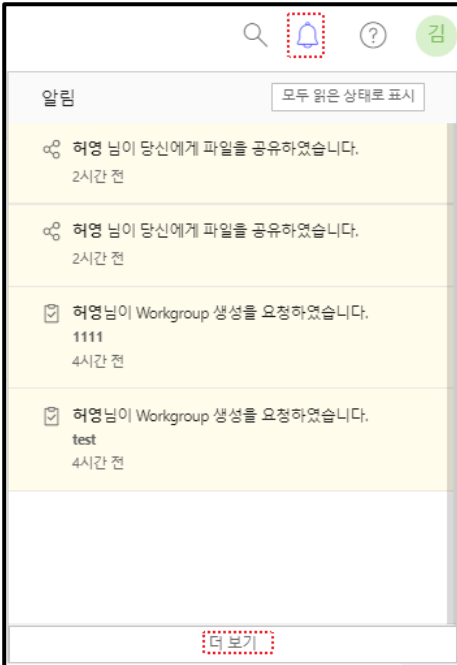 김
알림
모두 읽은 상태로 표시
허영 님이 당신에게 파일을 공유하였습니다.
2시간 전
허영 님이 당신에게 파일을 공유하였습니다.
2시간 전
허영님이 Workgroup 생성을 요청하였습니다.
1111
4시간 전
허영님이 Workgroup 생성을 요청하였습니다.
test
4시간 전
더 보기